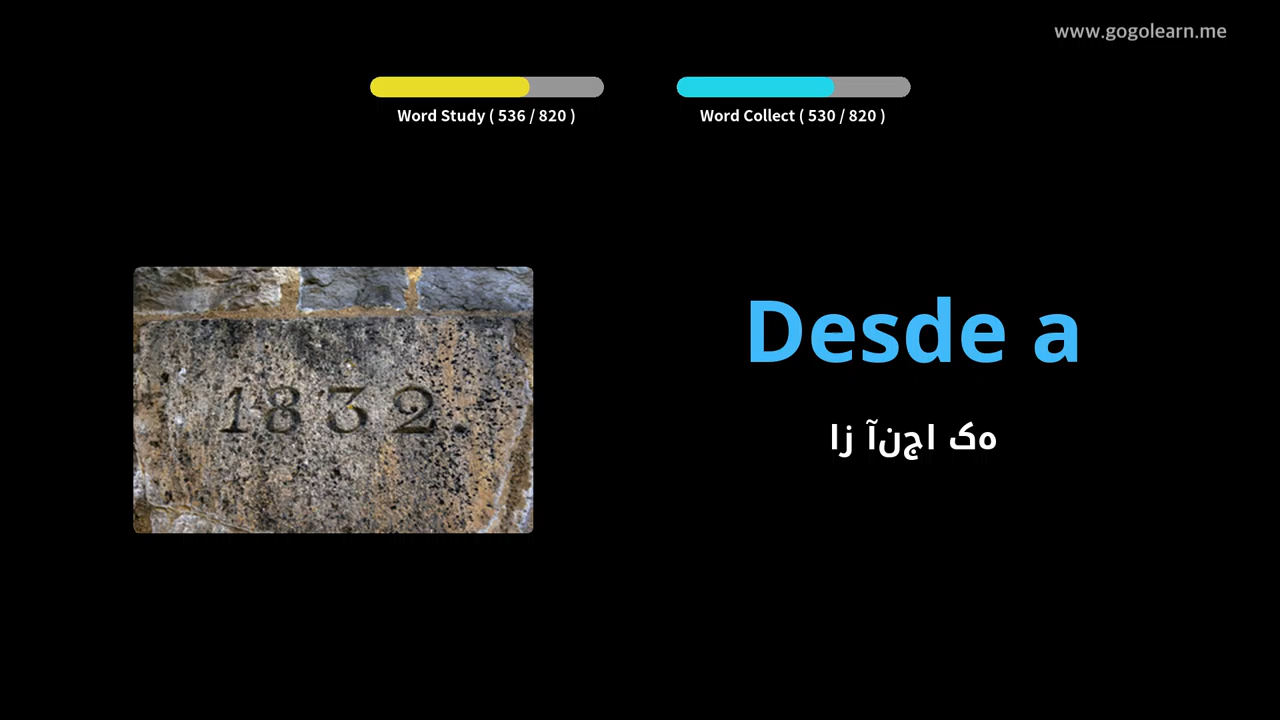 www.gogolearn.me
Word Study ( 536 / 820 )
Word Collect ( 530 / 820 )
1832.
Desde a
از آنجا که